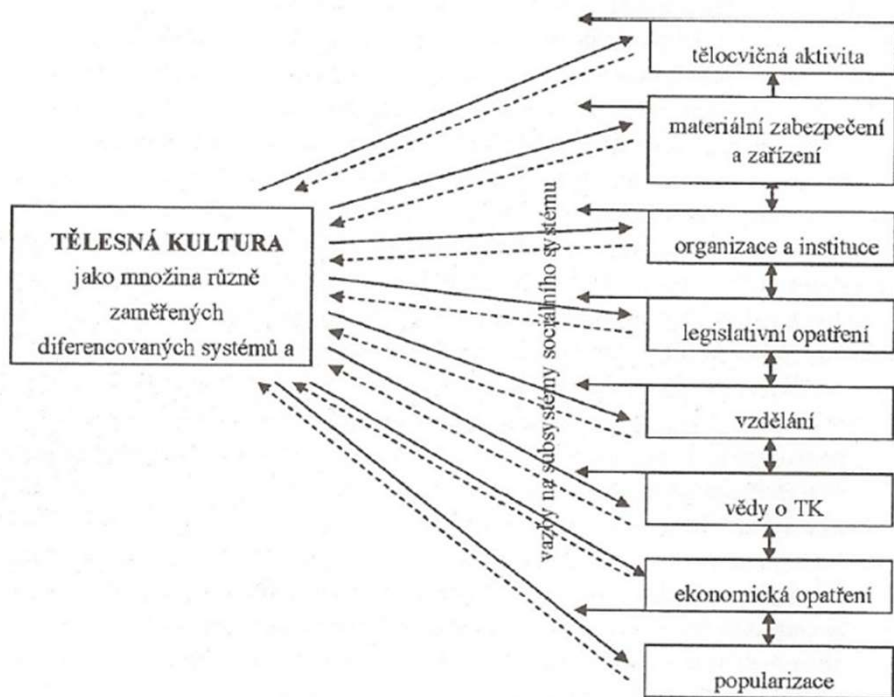 TĚLESNÁ KULTURA
jako množina různě
zaměřených
diferencovaných systémů a
vazby na subsystémy sociálního systému
tělocvičná aktivita
materiální zabezpečení
a zařízení
organizace a instituce
legislativní opatření
vzdělání
vědy o TK
ekonomická opatření
popularizace